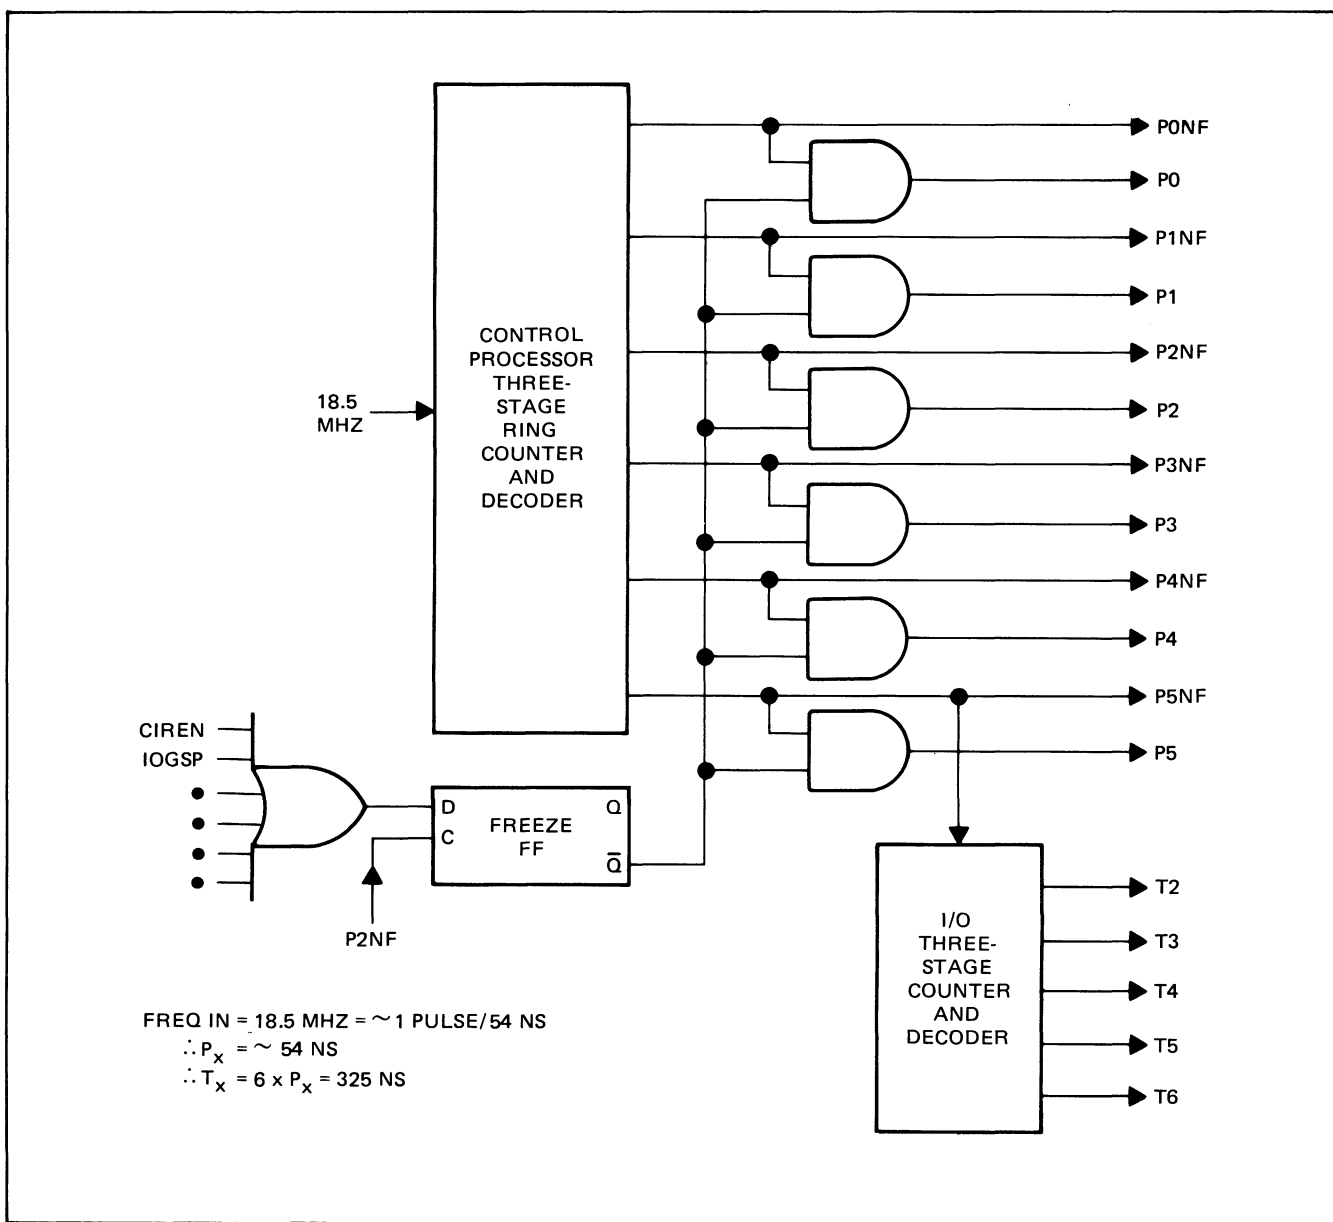 P0NF
P0
P1NF
P1
P2NF
P2
P3NF
P3
P4NF
P4
P5NF
P5
CONTROL
PROCESSOR
THREE-
STAGE
RING
COUNTER
AND
DECODER
18.5
MHZ
CIREN
IOGSP
D
Q
C
Q̅
FREEZE
FF
P2NF
I/O
THREE-
STAGE
COUNTER
AND
DECODER
T2
T3
T4
T5
T6
FREQ IN = 18.5 MHZ = ~ 1 PULSE/54 NS
∴ Px = ~ 54 NS
∴ Tx = 6 x Px = 325 NS